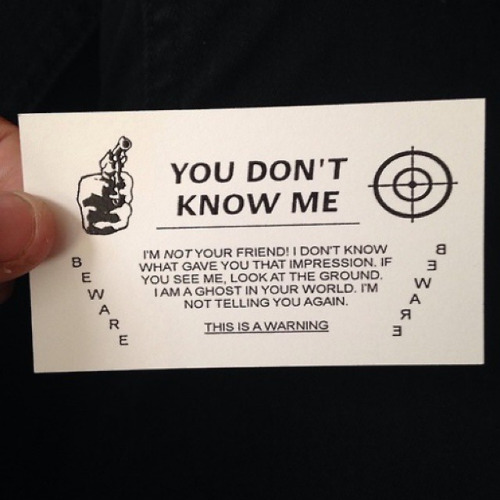 YOU DON'T
KNOW ME
I'M NOT YOUR FRIEND! I DON'T KNOW
WHAT GAVE YOU THAT IMPRESSION. IF
YOU SEE ME, LOOK AT THE GROUND.
I AM A GHOST IN YOUR WORLD. I'M
NOT TELLING YOU AGAIN.
THIS IS A WARNING
BEWARE
BEWARE